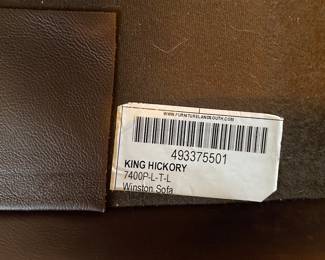 WWW.FURNITURELANDSOUTH.COM
493375501
KING HICKORY
7400P-L-T-L
Winston Sofa